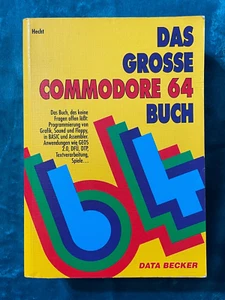 Hecht
DAS
GROSSE
COMMODORE 64
BUCH
Das Buch, das keine
Fragen offen läßt:
Programmierung von
Grafik, Sound und Floppy,
in BASIC und Assembler.
Anwendungen wie GEOS
2.0, DFÜ, DTP,
Textverarbeitung,
Spiele....
64
DATA BECKER